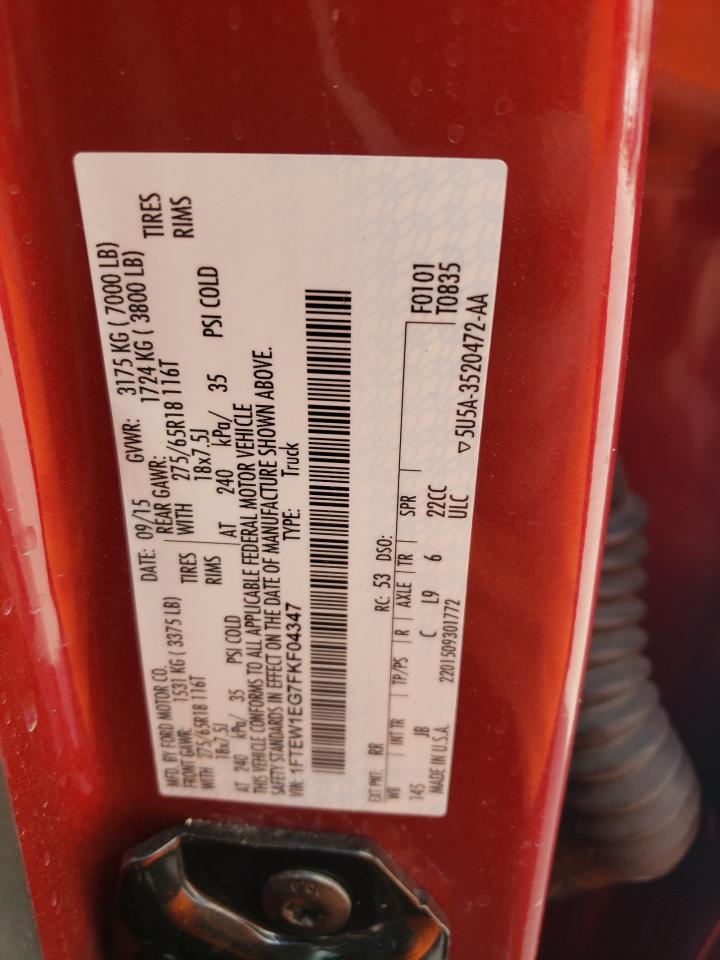 MFD. BY FORD MOTOR CO. DATE: 09/15 GVWR: 3175 KG ( 7000 LB)
FRONT GAWR: 1531 KG ( 3375 LB) REAR GAWR: 1724 KG ( 3800 LB)
WITH 275/65R18 116T TIRES WITH 275/65R18 116T TIRES
18x7.5J RIMS 18x7.5J RIMS
AT 240 kPa/ 35 PSI COLD AT 240 kPa/ 35 PSI COLD
THIS VEHICLE CONFORMS TO ALL APPLICABLE FEDERAL MOTOR VEHICLE
SAFETY STANDARDS IN EFFECT ON THE DATE OF MANUFACTURE SHOWN ABOVE.
VIN: 1FTEW1EG7FKF04347 TYPE: Truck
EXT PNT: RR RC: 53 DSO: F0101
WB INT TR TP/PS R AXLE TR SPR T0835
145 JB C L9 6 22CC
MADE IN U.S.A. 2201509301772 ULC ▽5U5A-3520472-AA